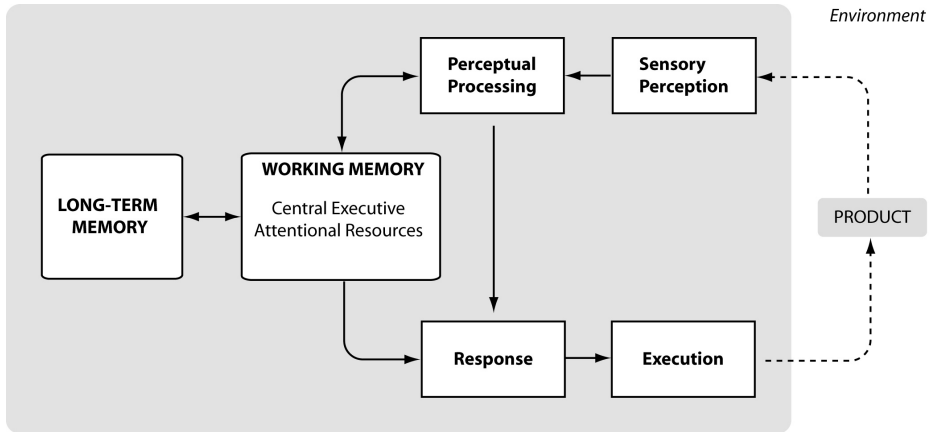 Environment
Perceptual
Processing
Sensory
Perception
LONG-TERM
MEMORY
WORKING MEMORY
Central Executive
Attentional Resources
PRODUCT
Response
Execution